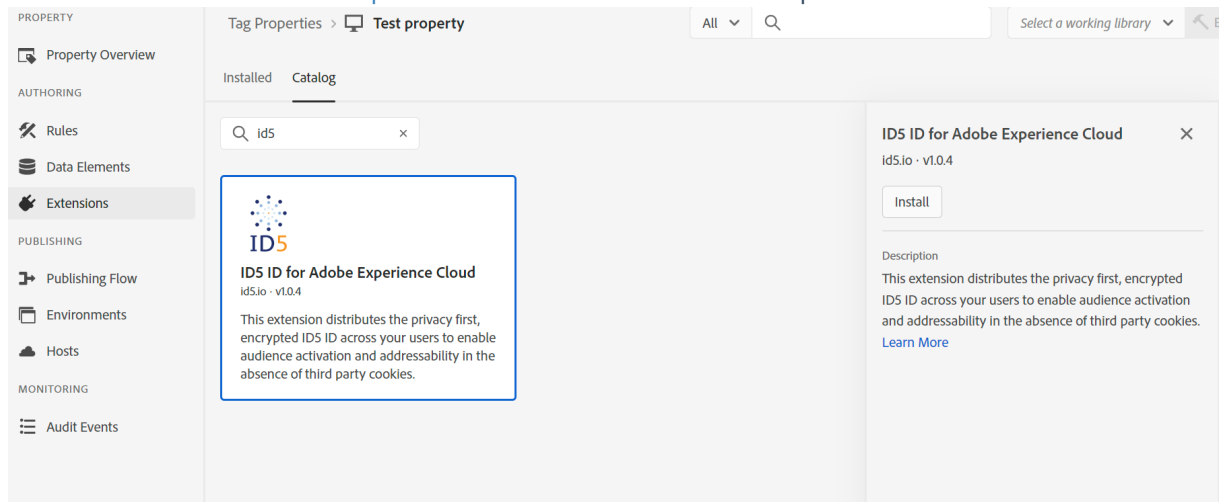 PROPERTY
Property Overview
AUTHORING
Rules
Data Elements
Extensions
PUBLISHING
Publishing Flow
Environments
Hosts
MONITORING
Audit Events
Tag Properties > Test property
All
Select a working library
Installed Catalog
id5
ID5
ID5 ID for Adobe Experience Cloud
id5.io · v1.0.4
This extension distributes the privacy first,
encrypted ID5 ID across your users to enable
audience activation and addressability in the
absence of third party cookies.
ID5 ID for Adobe Experience Cloud
id5.io · v1.0.4
Install
Description
This extension distributes the privacy first, encrypted
ID5 ID across your users to enable audience activation
and addressability in the absence of third party cookies.
Learn More